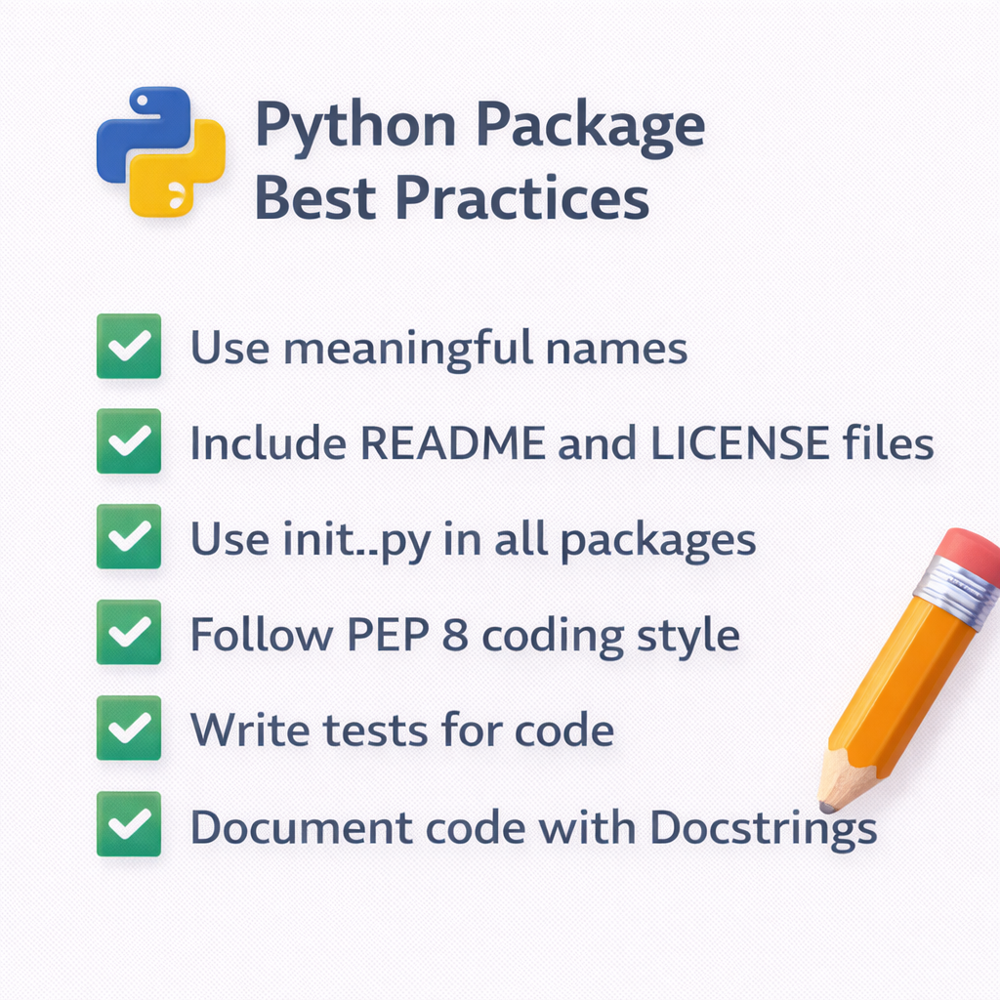 Python Package
Best Practices
Use meaningful names
Include README and LICENSE files
Use init..py in all packages
Follow PEP 8 coding style
Write tests for code
Document code with Docstrings